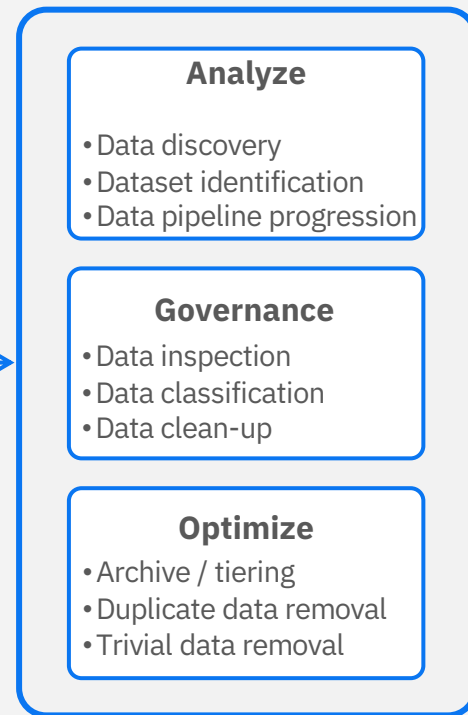 Analyze
•Data discovery
•Dataset identification
•Data pipeline progression
Governance
•Data inspection
•Data classification
•Data clean-up
Optimize
•Archive / tiering
•Duplicate data removal
•Trivial data removal